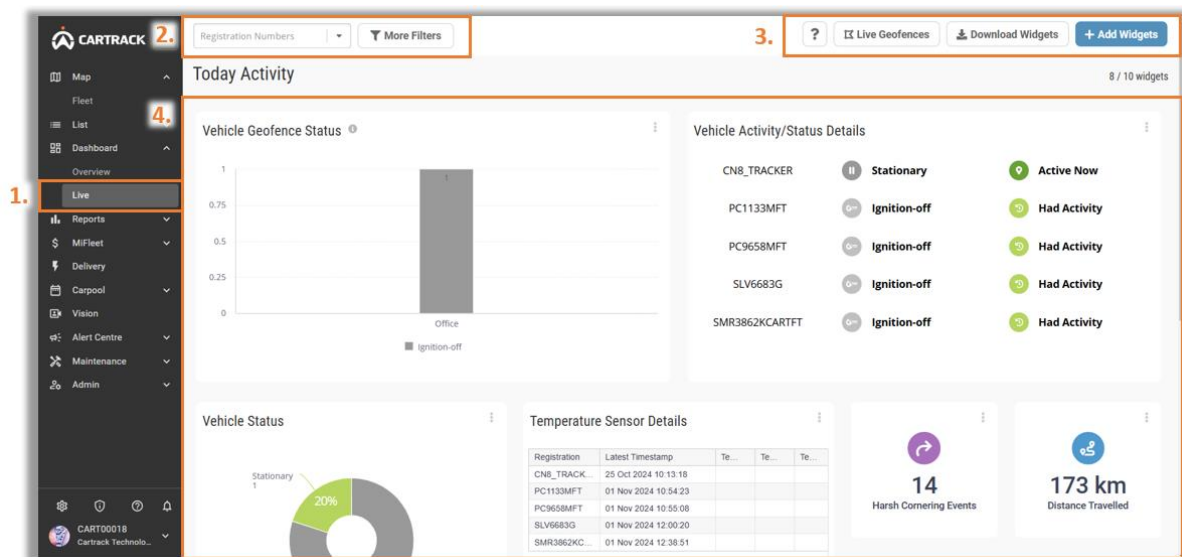 CARTRACK
Map
Fleet
List
Dashboard
Overview
Live
Reports
MiFleet
Delivery
Carpool
Vision
Alert Centre
Maintenance
Admin
CART00018
Cartrack Technolo...
1.
2.
Registration Numbers
More Filters
3.
?
Live Geofences
Download Widgets
+ Add Widgets
Today Activity
8 / 10 widgets
4.
Vehicle Geofence Status
1
0.75
0.5
0.25
0
1
Office
Ignition-off
Vehicle Activity/Status Details
CN8_TRACKER Stationary Active Now
PC1133MFT Ignition-off Had Activity
PC9658MFT Ignition-off Had Activity
SLV6683G Ignition-off Had Activity
SMR3862KCARTFT Ignition-off Had Activity
Vehicle Status
Stationary
1
20%
Temperature Sensor Details
Registration Latest Timestamp Te... Te... Te...
CN8_TRACK... 25 Oct 2024 10:13:18
PC1133MFT 01 Nov 2024 10:54:23
PC9658MFT 01 Nov 2024 10:55:08
SLV6683G 01 Nov 2024 12:00:20
SMR3862KC... 01 Nov 2024 12:38:51
14
Harsh Cornering Events
173 km
Distance Travelled